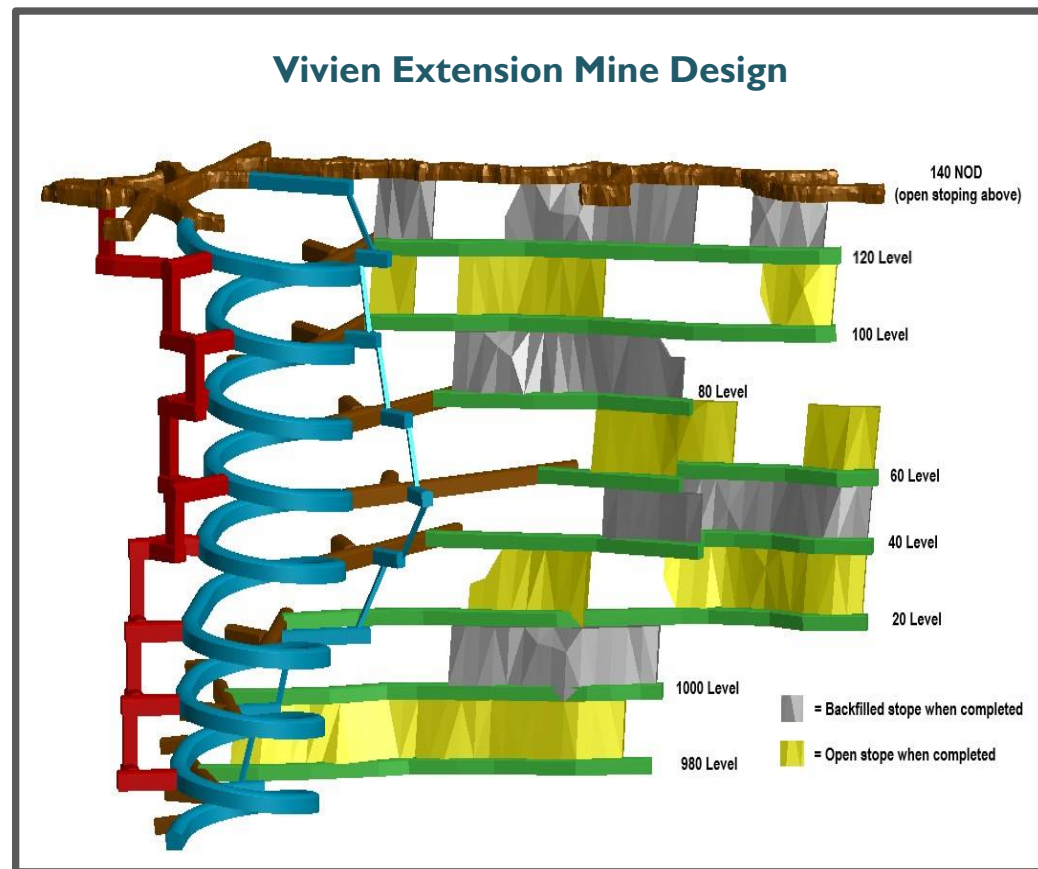 Vivien Extension Mine Design
140 NOD
(open stoping above)
120 Level
100 Level
80 Level
60 Level
40 Level
20 Level
1000 Level
= Backfilled stope when completed
= Open stope when completed
980 Level